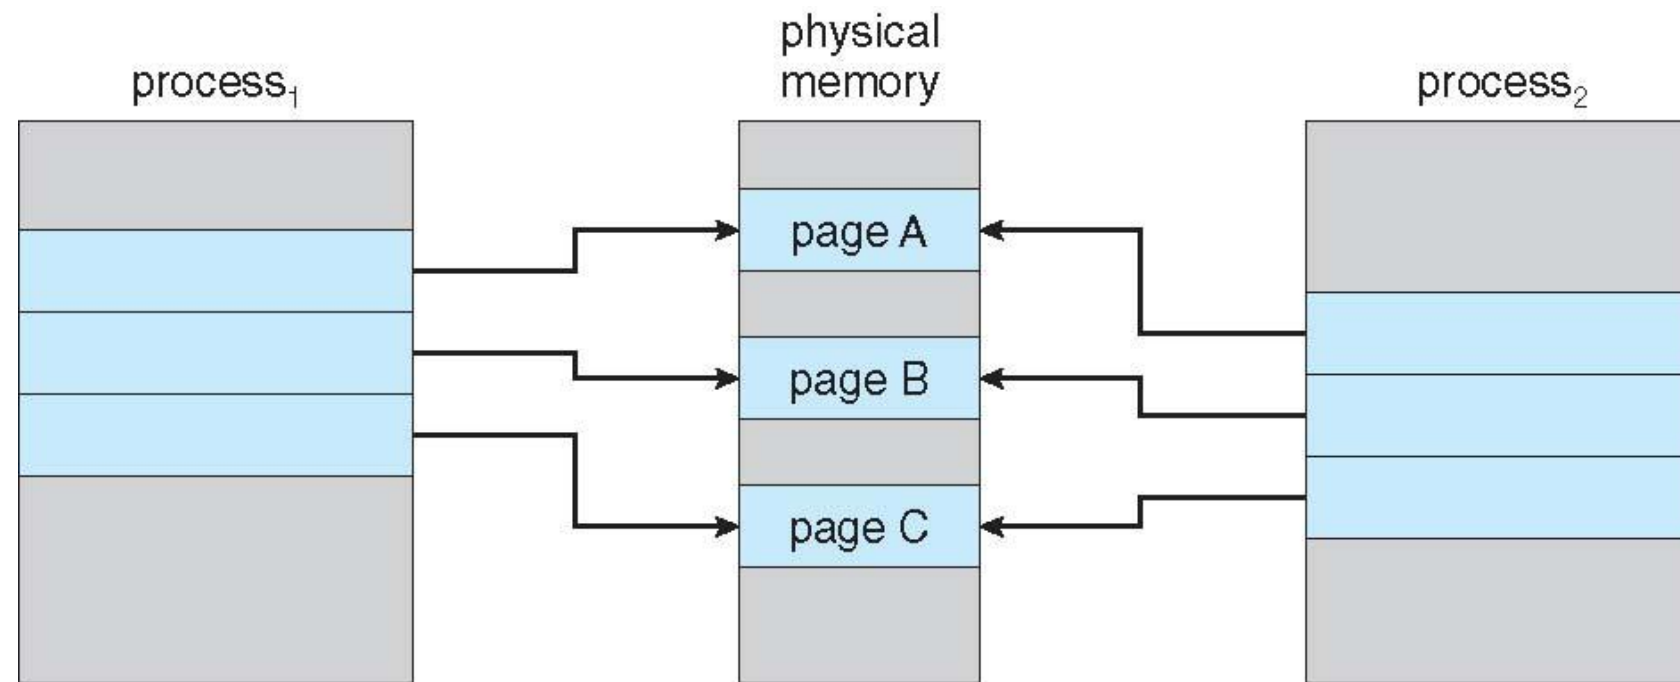 process₁
physical
memory
process₂
page A
page B
page C